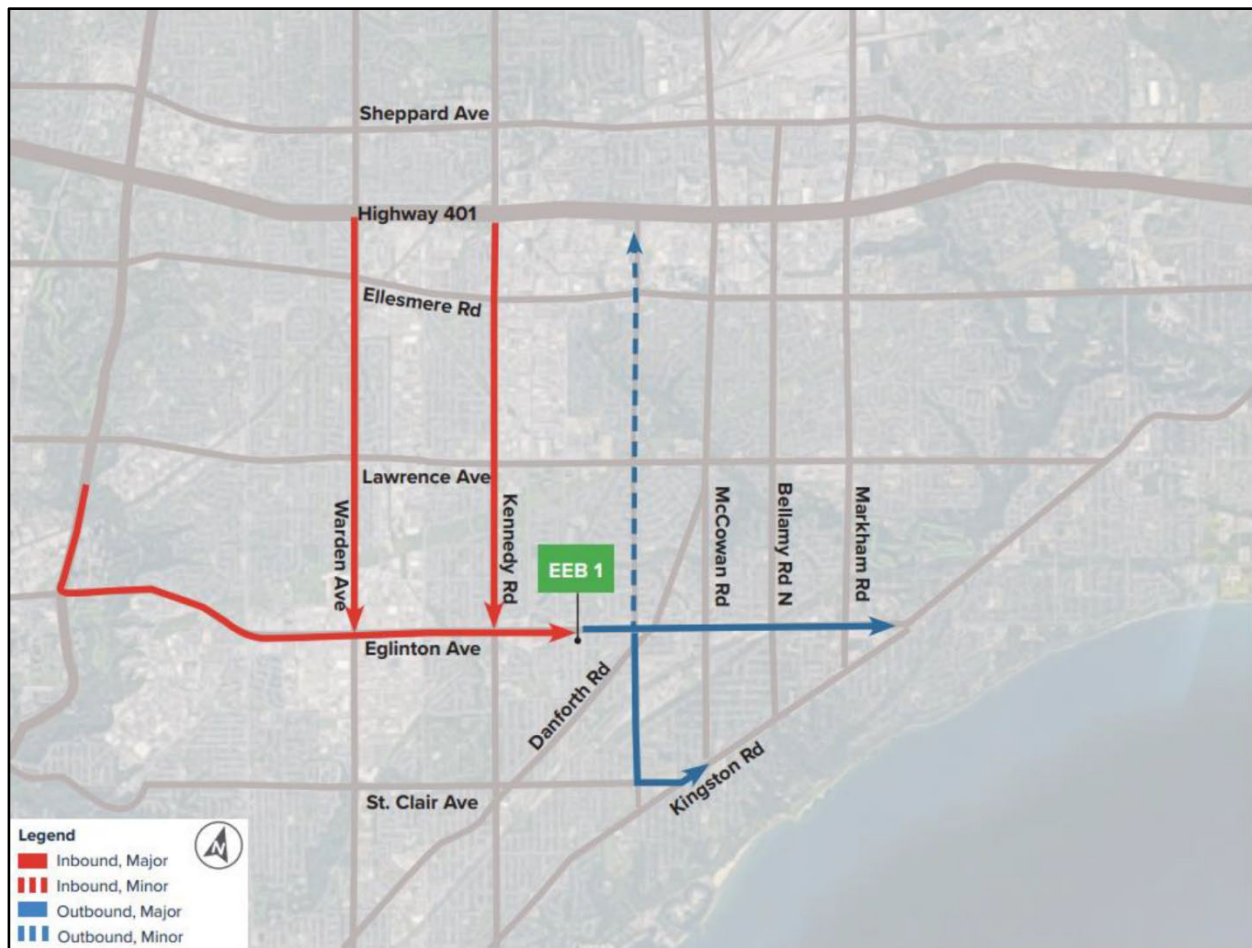 Sheppard Ave
Highway 401
Ellesmere Rd
Lawrence Ave
Warden Ave
Kennedy Rd
EEB 1
McCowan Rd
Bellamy Rd N
Markham Rd
Eglinton Ave
Danforth Rd
Kingston Rd
St. Clair Ave
Legend
Inbound, Major
Inbound, Minor
Outbound, Major
Outbound, Minor